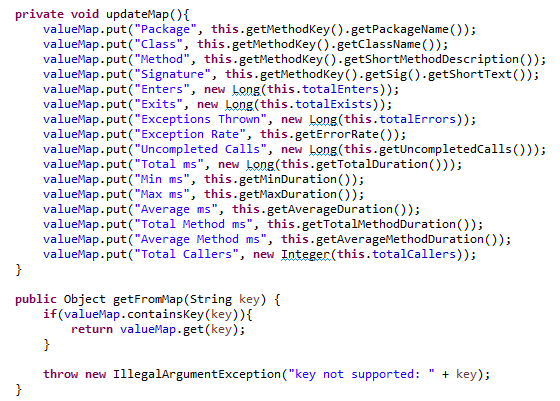 private void updateMap(){
    valueMap.put("Package", this.getMethodKey().getPackageName());
    valueMap.put("Class", this.getMethodKey().getClassName());
    valueMap.put("Method", this.getMethodKey().getShortMethodDescription());
    valueMap.put("Signature", this.getMethodKey().getSig().getShortText());
    valueMap.put("Enters", new Long(this.totalEnters));
    valueMap.put("Exits", new Long(this.totalExists));
    valueMap.put("Exceptions Thrown", new Long(this.totalErrors));
    valueMap.put("Exception Rate", this.getErrorRate());
    valueMap.put("Uncompleted Calls", new Long(this.getUncompletedCalls()));
    valueMap.put("Total ms", new Long(this.getTotalDuration()));
    valueMap.put("Min ms", this.getMinDuration());
    valueMap.put("Max ms", this.getMaxDuration());
    valueMap.put("Average ms", this.getAverageDuration());
    valueMap.put("Total Method ms", this.getTotalMethodDuration());
    valueMap.put("Average Method ms", this.getAverageMethodDuration());
    valueMap.put("Total Callers", new Integer(this.totalCallers));
}

public Object getFromMap(String key) {
    if(valueMap.containsKey(key)){
        return valueMap.get(key);
    }

    throw new IllegalArgumentException("key not supported: " + key);
}